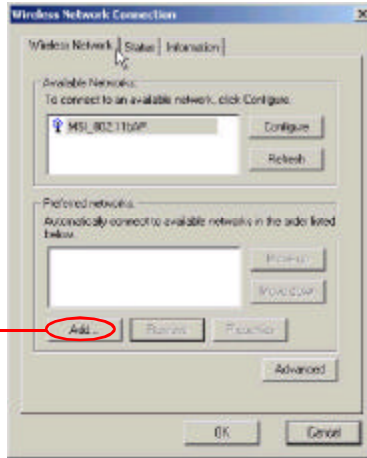 Wireless Network Connection
Wireless Network Status Information
Available Networks:
To connect to an available network, click Configure.
MSI_802.11bAP
Configure
Refresh
Preferred networks:
Automatically connect to available networks in the order listed
below.
Move up
Move down
Add... Remove Properties
Advanced
OK Cancel